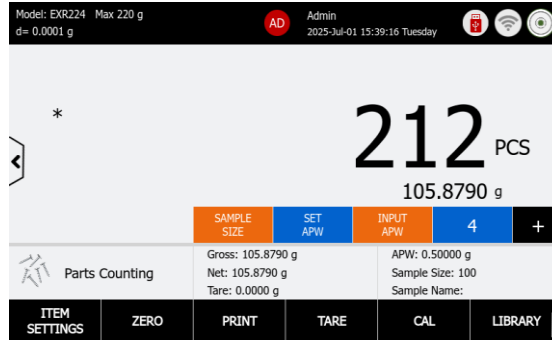 Model: EXR224 Max 220 g
d= 0.0001 g
AD
Admin
2025-Jul-01 15:39:16 Tuesday
*
212 PCS
105.8790 g
SAMPLE
SIZE
SET
APW
INPUT
APW
4
+
Parts Counting
Gross: 105.8790 g
Net: 105.8790 g
Tare: 0.0000 g
APW: 0.50000 g
Sample Size: 100
Sample Name:
ITEM
SETTINGS
ZERO
PRINT
TARE
CAL
LIBRARY